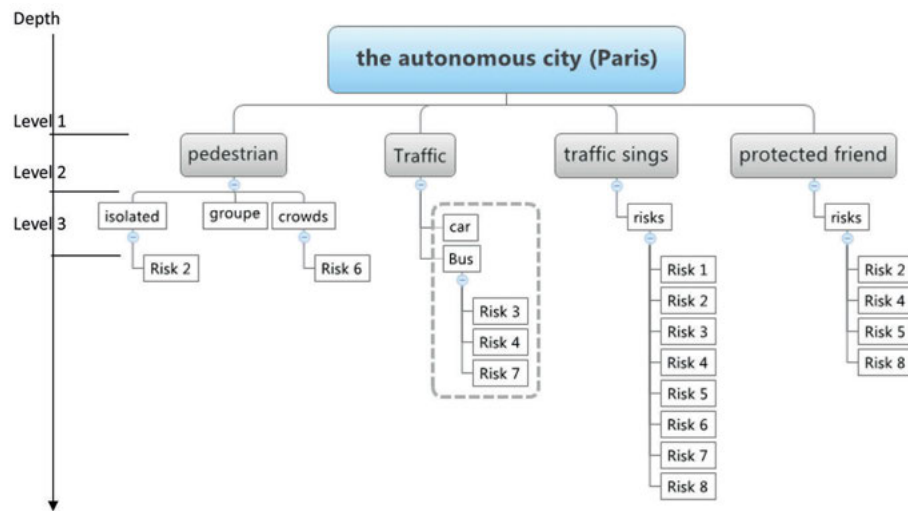 Depth
the autonomous city (Paris)
Level 1
pedestrian
Traffic
traffic sings
protected friend
Level 2
Level 3
isolated
groupe
crowds
Risk 2
Risk 6
car
Bus
Risk 3
Risk 4
Risk 7
risks
Risk 1
Risk 2
Risk 3
Risk 4
Risk 5
Risk 6
Risk 7
Risk 8
risks
Risk 2
Risk 4
Risk 5
Risk 8